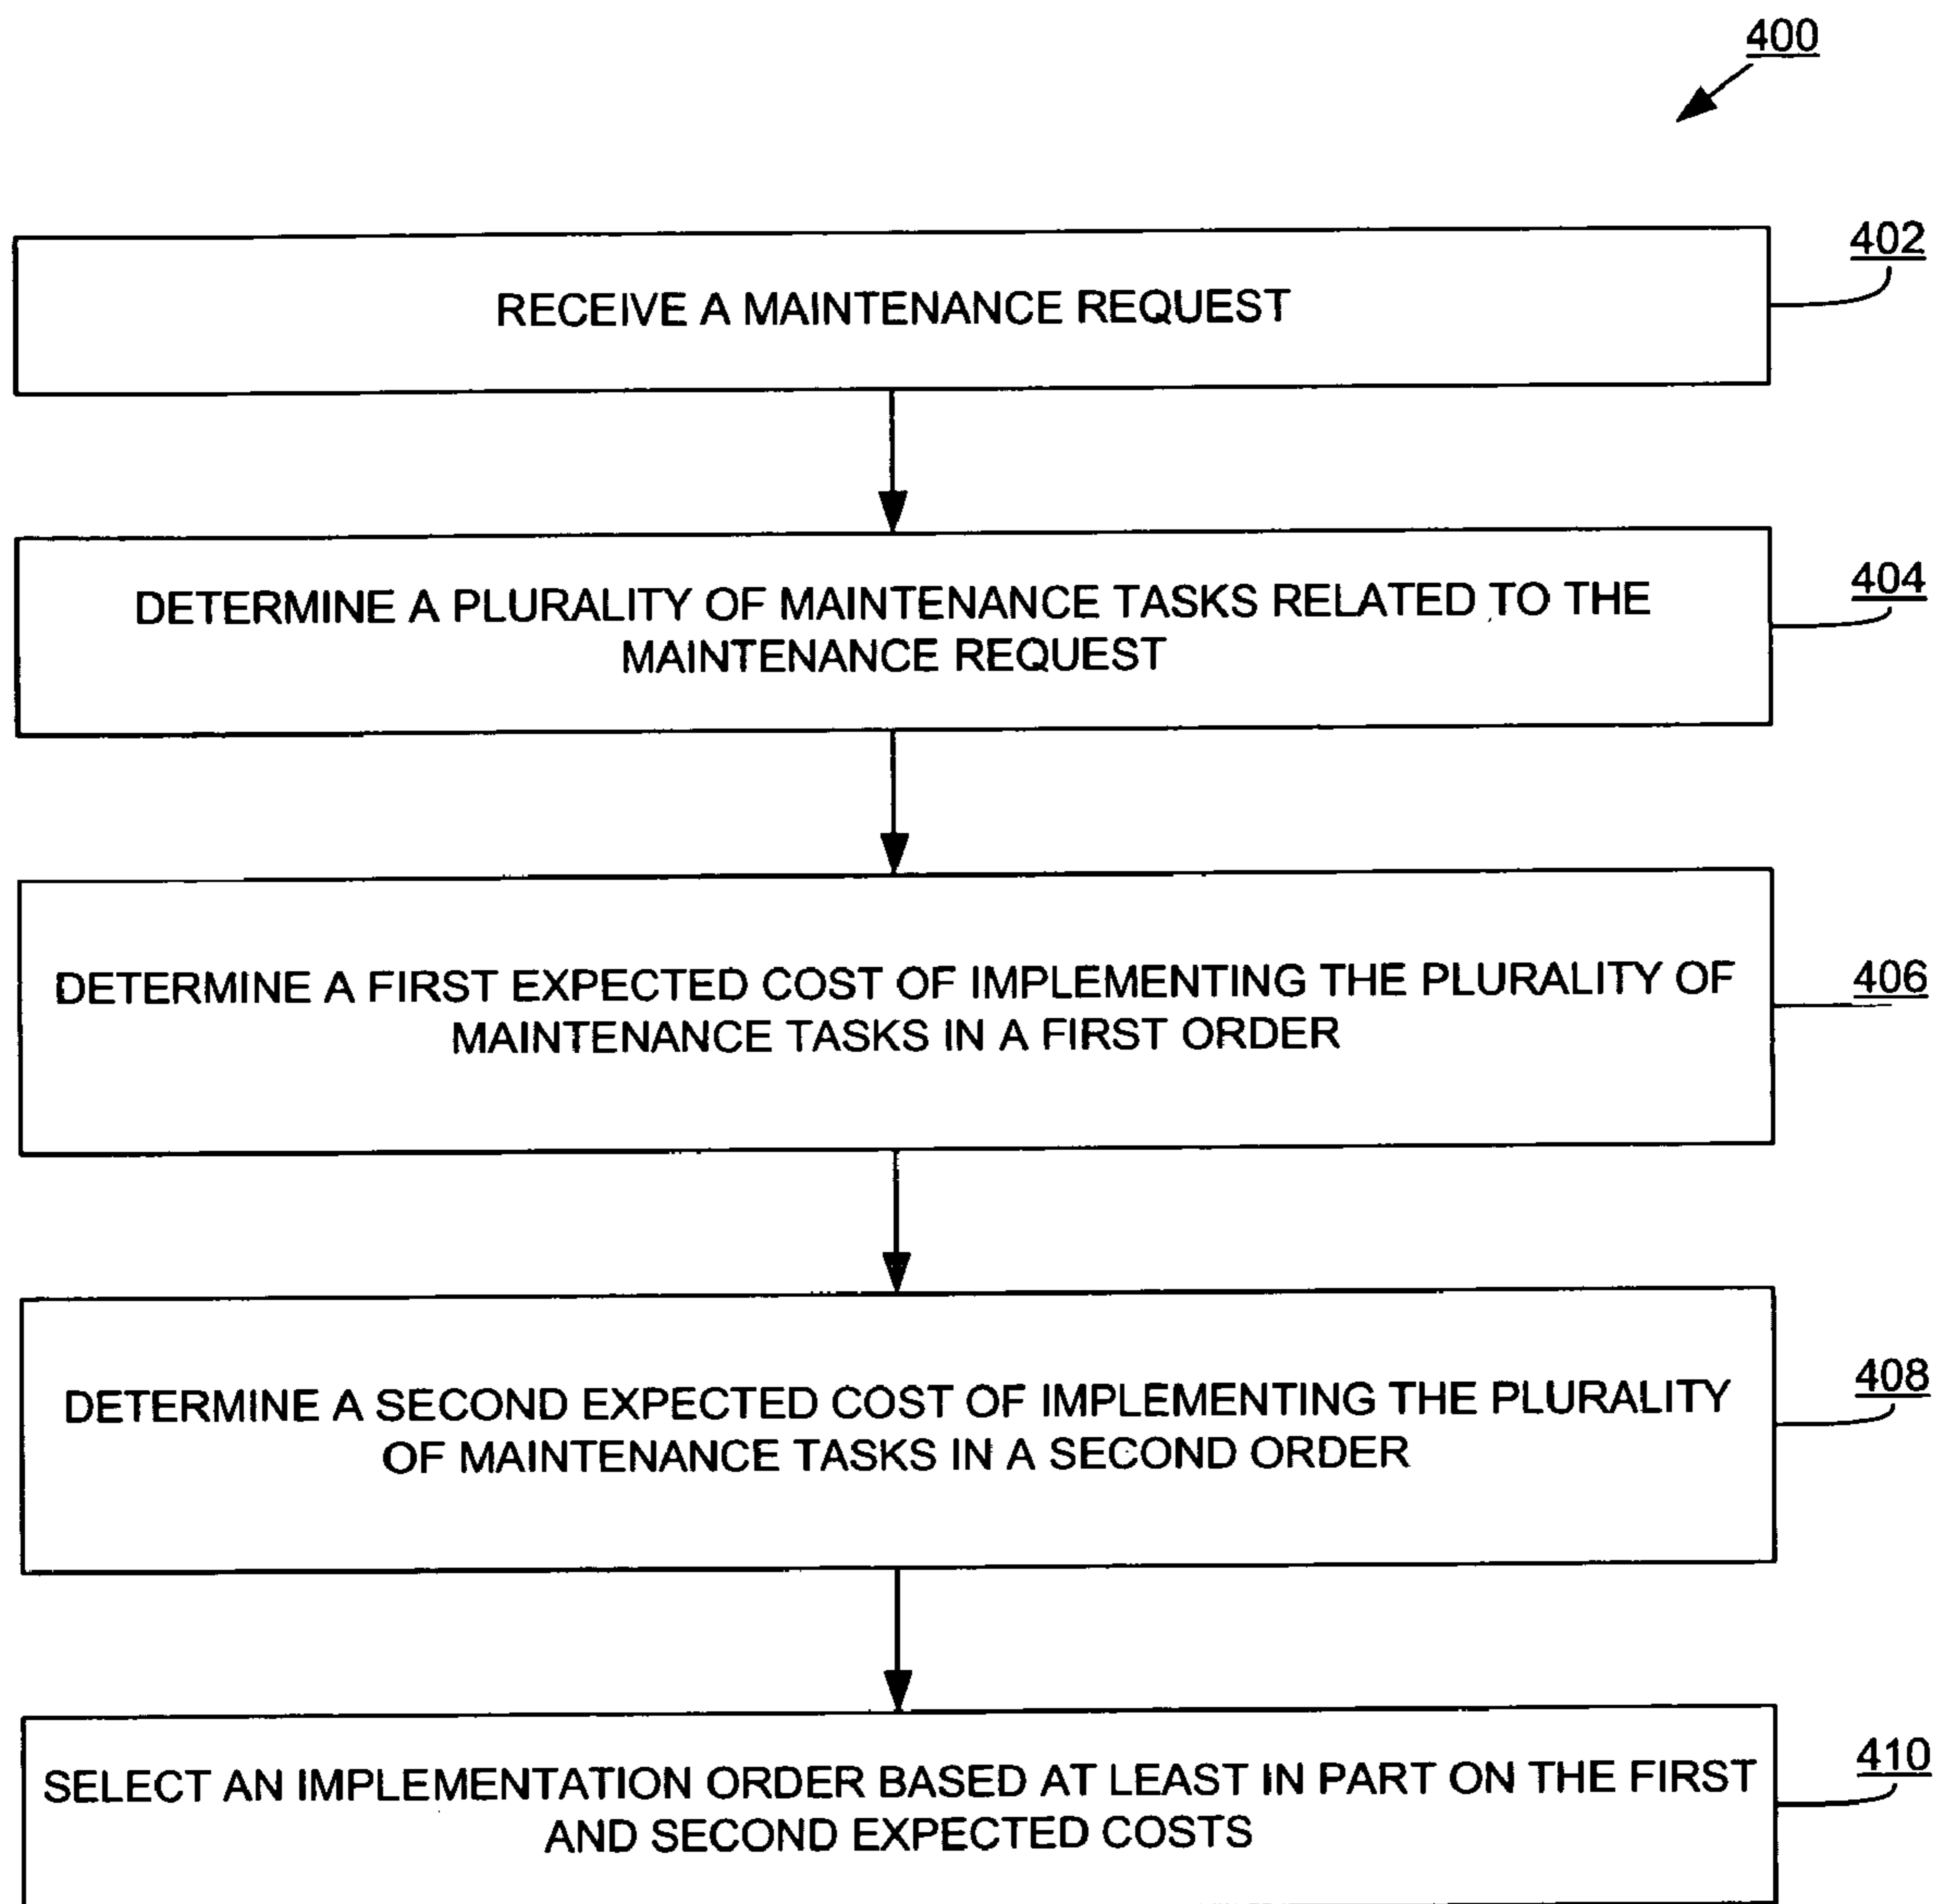 400
402
RECEIVE A MAINTENANCE REQUEST
404
DETERMINE A PLURALITY OF MAINTENANCE TASKS RELATED TO THE
MAINTENANCE REQUEST
406
DETERMINE A FIRST EXPECTED COST OF IMPLEMENTING THE PLURALITY OF
MAINTENANCE TASKS IN A FIRST ORDER
408
DETERMINE A SECOND EXPECTED COST OF IMPLEMENTING THE PLURALITY
OF MAINTENANCE TASKS IN A SECOND ORDER
410
SELECT AN IMPLEMENTATION ORDER BASED AT LEAST IN PART ON THE FIRST
AND SECOND EXPECTED COSTS